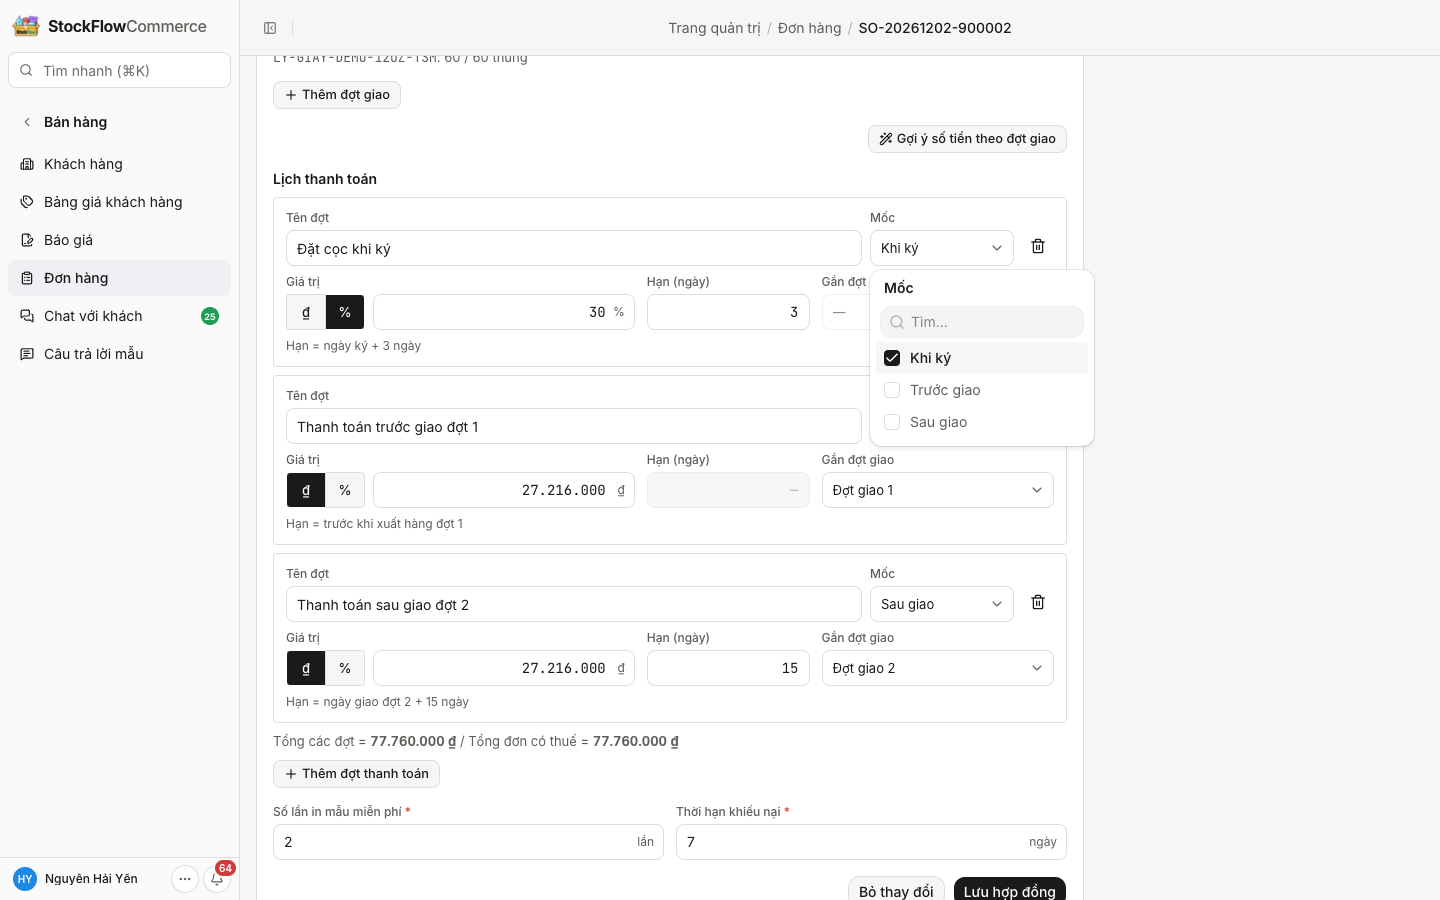 StockFlowCommerce
Tìm nhanh (⌘K)
Bán hàng
Khách hàng
Bảng giá khách hàng
Báo giá
Đơn hàng
Chat với khách
25
Câu trả lời mẫu
HY
Nguyễn Hải Yến
64
Trang quản trị / Đơn hàng / SO-20261202-900002
LY-GIAY-DEMO-12OZ-TSM: 60 / 60 thùng
Thêm đợt giao
Gợi ý số tiền theo đợt giao
Lịch thanh toán
Tên đợt
Mốc
Đặt cọc khi ký
Khi ký
Giá trị
Hạn (ngày)
Gắn đợt
₫
%
30 %
3
—
Hạn = ngày ký + 3 ngày
Mốc
Tìm...
Khi ký
Trước giao
Sau giao
Tên đợt
Thanh toán trước giao đợt 1
Giá trị
Hạn (ngày)
Gắn đợt giao
₫
%
27.216.000 ₫
—
Đợt giao 1
Hạn = trước khi xuất hàng đợt 1
Tên đợt
Mốc
Thanh toán sau giao đợt 2
Sau giao
Giá trị
Hạn (ngày)
Gắn đợt giao
₫
%
27.216.000 ₫
15
Đợt giao 2
Hạn = ngày giao đợt 2 + 15 ngày
Tổng các đợt = 77.760.000 ₫ / Tổng đơn có thuế = 77.760.000 ₫
Thêm đợt thanh toán
Số lần in mẫu miễn phí *
Thời hạn khiếu nại *
2 lần
7 ngày
Bỏ thay đổi
Lưu hợp đồng